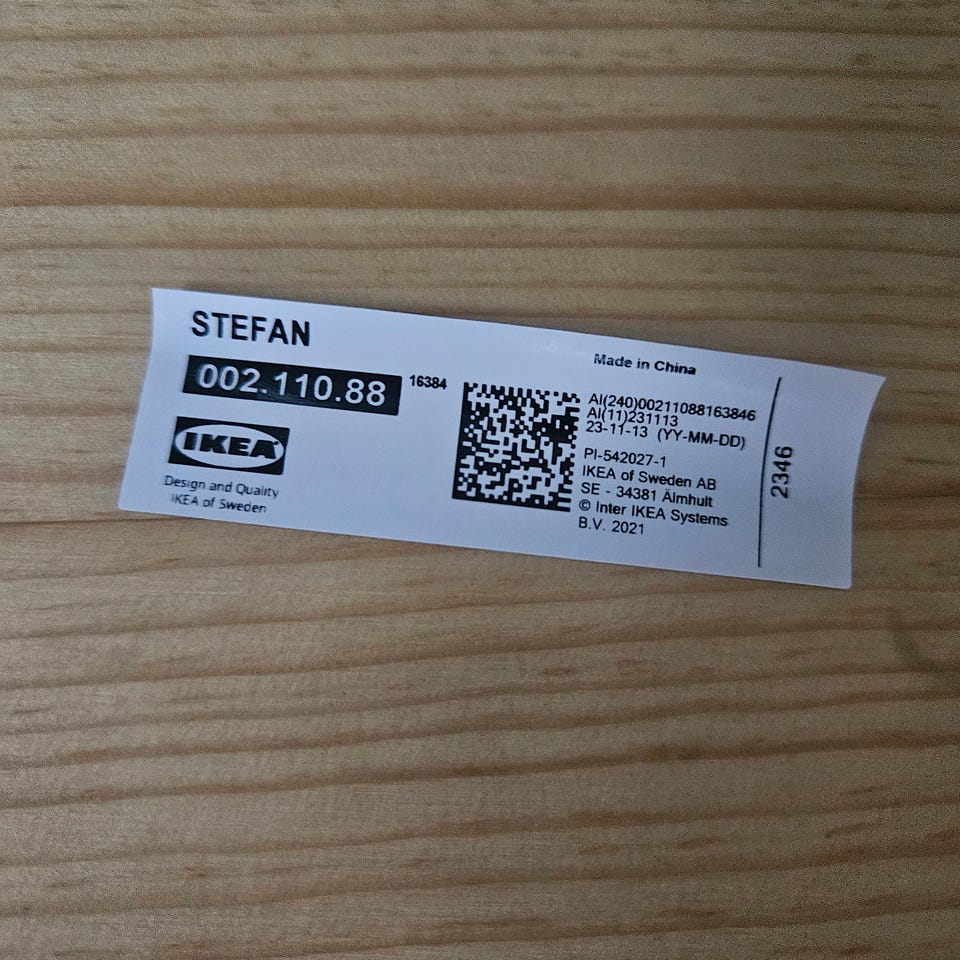 STEFAN
002.110.88
16384
IKEA
Design and Quality
IKEA of Sweden
Made in China
AI(240)00211088163846
AI(11)231113
23-11-13 (YY-MM-DD)
PI-542027-1
IKEA of Sweden AB
SE - 34381 Älmhult
© Inter IKEA Systems
B.V. 2021
2346